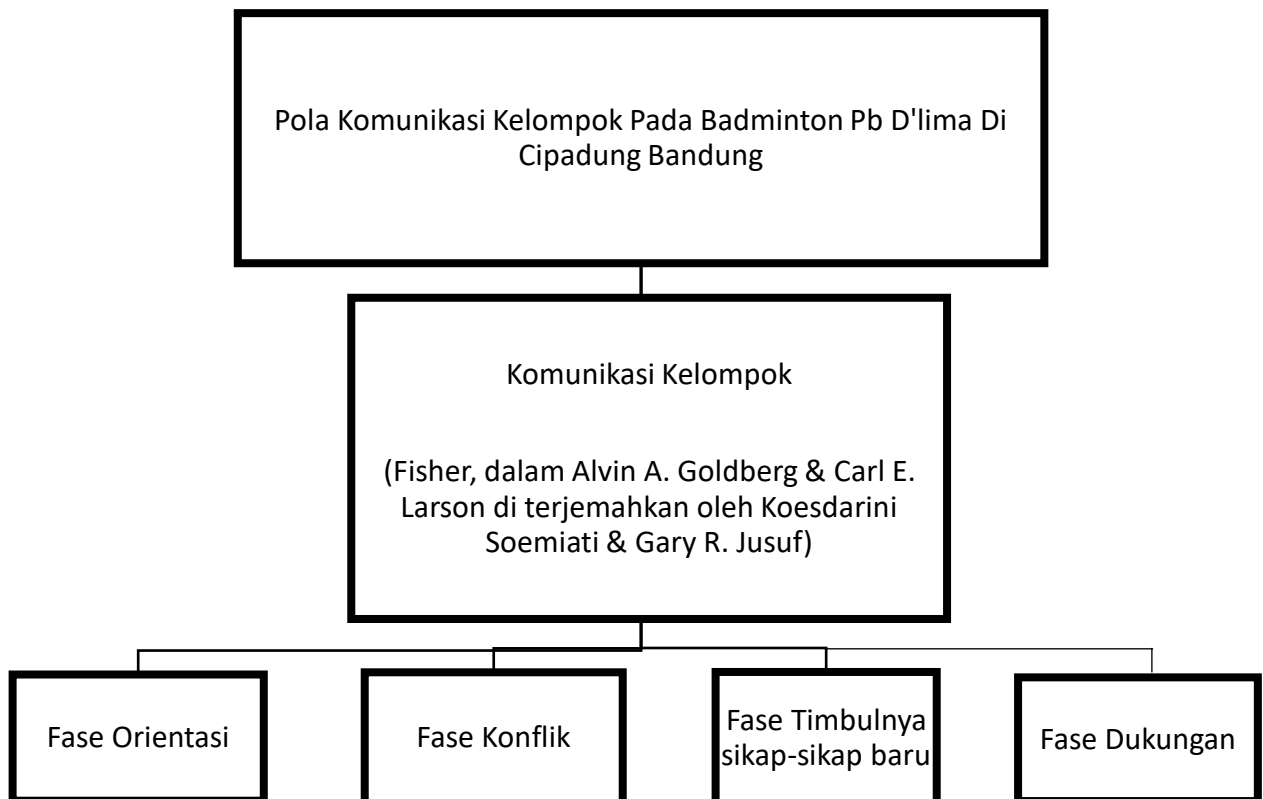 Pola Komunikasi Kelompok Pada Badminton Pb D'lima Di
Cipadung Bandung
Komunikasi Kelompok
(Fisher, dalam Alvin A. Goldberg & Carl E.
Larson di terjemahkan oleh Koesdarini
Soemiati & Gary R. Jusuf)
Fase Orientasi
Fase Konflik
Fase Timbulnya
sikap-sikap baru
Fase Dukungan